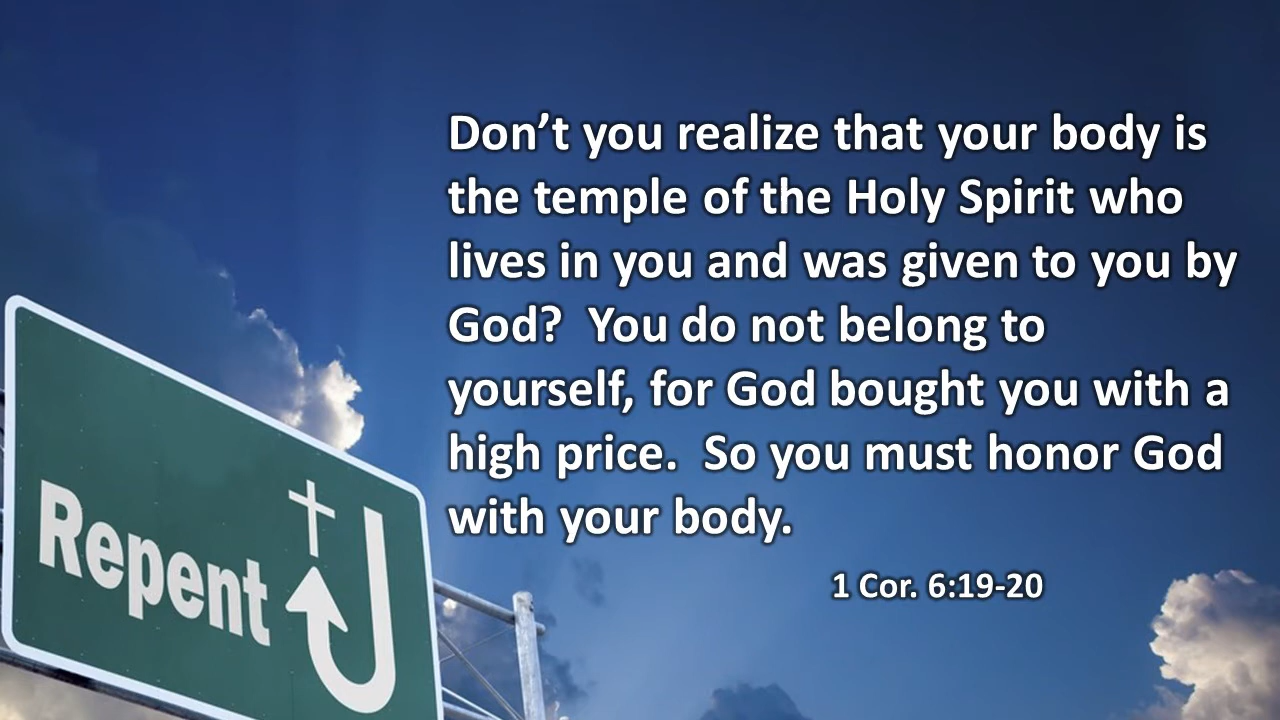 Don’t you realize that your body is
the temple of the Holy Spirit who
lives in you and was given to you by
God?  You do not belong to
yourself, for God bought you with a
high price.  So you must honor God
with your body.
1 Cor. 6:19-20
Repent